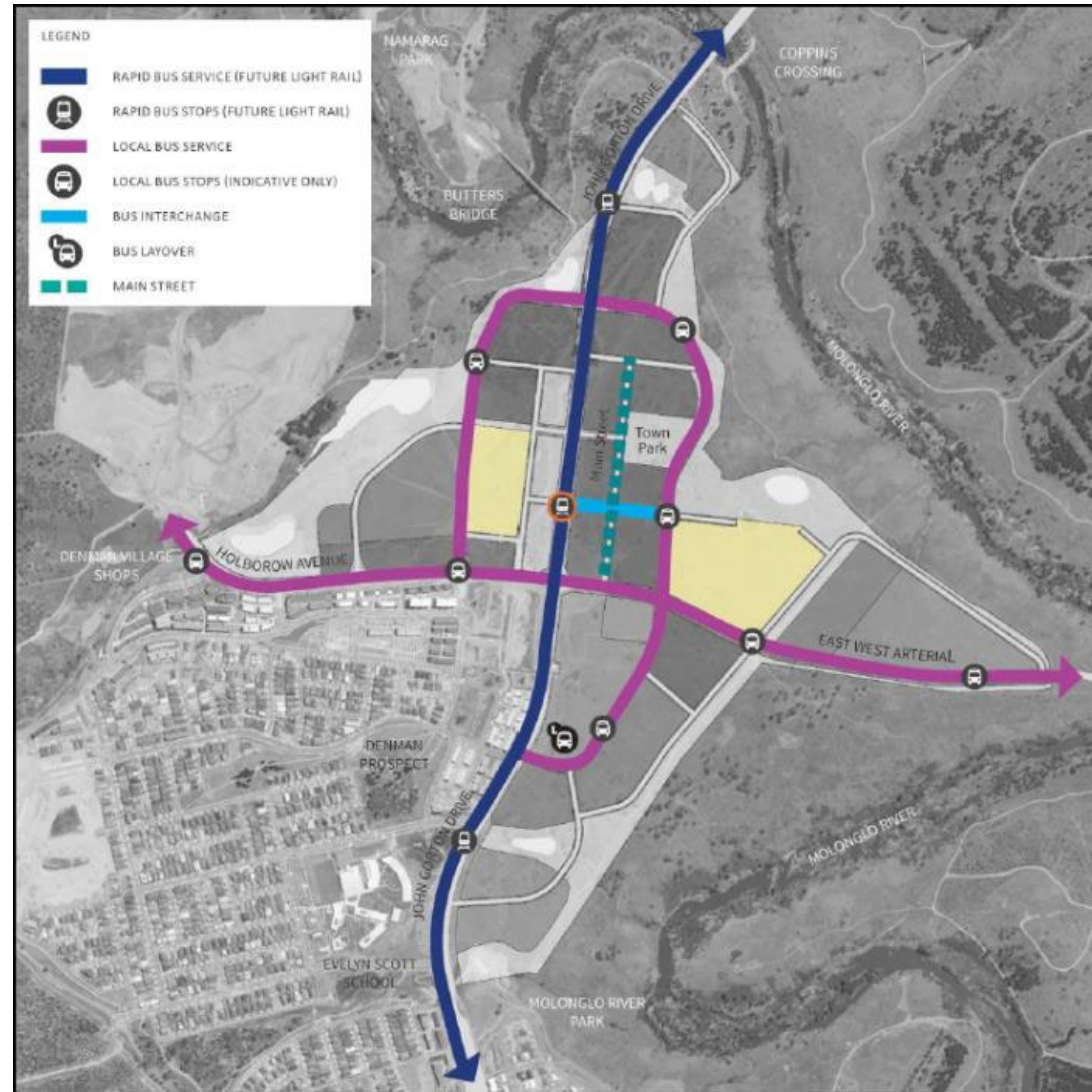 LEGEND
RAPID BUS SERVICE (FUTURE LIGHT RAIL)
RAPID BUS STOPS (FUTURE LIGHT RAIL)
LOCAL BUS SERVICE
LOCAL BUS STOPS (INDICATIVE ONLY)
BUS INTERCHANGE
BUS LAYOVER
MAIN STREET
NAMARAG
PARK
COPPINS
CROSSING
JOHN GORTON DRIVE
BUTTERS
BRIDGE
MOLONGLO RIVER
Main Street
Town
Park
DENMAN VILLAGE
SHOPS
HOLBOROW AVENUE
EAST WEST ARTERIAL
DENMAN
PROSPECT
JOHN GORTON DRIVE
MOLONGLO RIVER
EVELYN SCOTT
SCHOOL
MOLONGLO RIVER
PARK
L